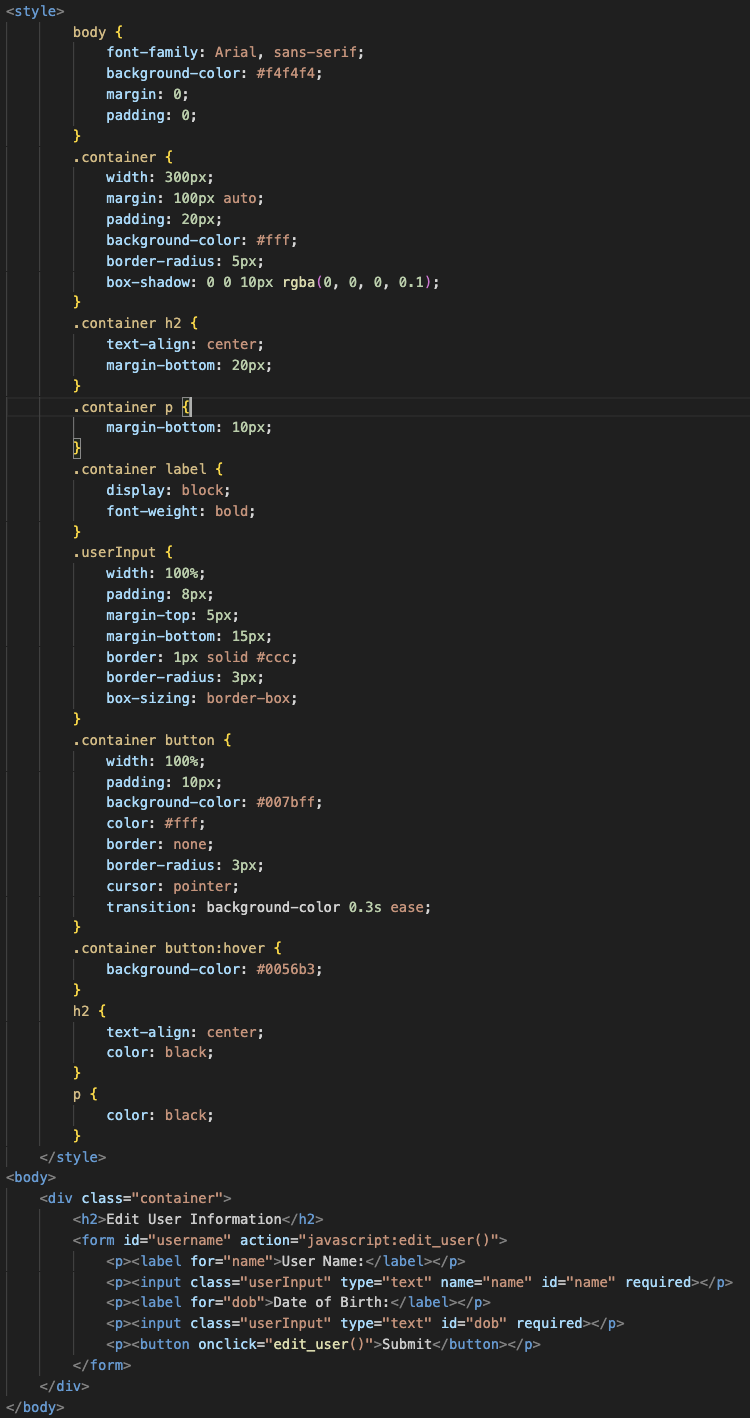 <style>
body {
font-family: Arial, sans-serif;
background-color: #f4f4f4;
margin: 0;
padding: 0;
}
.container {
width: 300px;
margin: 100px auto;
padding: 20px;
background-color: #fff;
border-radius: 5px;
box-shadow: 0 0 10px rgba(0, 0, 0, 0.1);
}
.container h2 {
text-align: center;
margin-bottom: 20px;
}
.container p {
margin-bottom: 10px;
}
.container label {
display: block;
font-weight: bold;
}
.userInput {
width: 100%;
padding: 8px;
margin-top: 5px;
margin-bottom: 15px;
border: 1px solid #ccc;
border-radius: 3px;
box-sizing: border-box;
}
.container button {
width: 100%;
padding: 10px;
background-color: #007bff;
color: #fff;
border: none;
border-radius: 3px;
cursor: pointer;
transition: background-color 0.3s ease;
}
.container button:hover {
background-color: #0056b3;
}
h2 {
text-align: center;
color: black;
}
p {
color: black;
}
</style>
<body>
<div class="container">
<h2>Edit User Information</h2>
<form id="username" action="javascript:edit_user()">
<p><label for="name">User Name:</label></p>
<p><input class="userInput" type="text" name="name" id="name" required></p>
<p><label for="dob">Date of Birth:</label></p>
<p><input class="userInput" type="text" id="dob" required></p>
<p><button onclick="edit_user()">Submit</button></p>
</form>
</div>
</body>